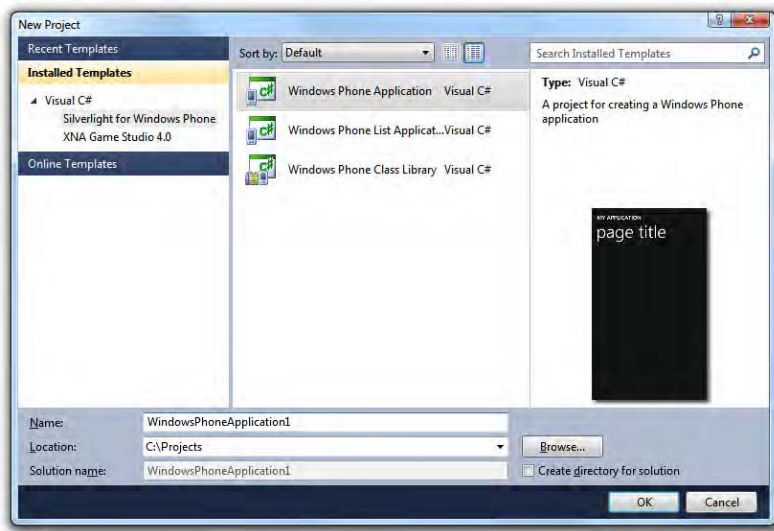 New Project
Recent Templates
Installed Templates
Visual C#
Silverlight for Windows Phone
XNA Game Studio 4.0
Online Templates
Sort by: Default
Search Installed Templates
C# Windows Phone Application Visual C#
C# Windows Phone List Applicat...Visual C#
C# Windows Phone Class Library Visual C#
Type: Visual C#
A project for creating a Windows Phone
application
MY APPLICATION
page title
Name: WindowsPhoneApplication1
Location: C:\Projects
Browse...
Solution name: WindowsPhoneApplication1
Create directory for solution
OK Cancel